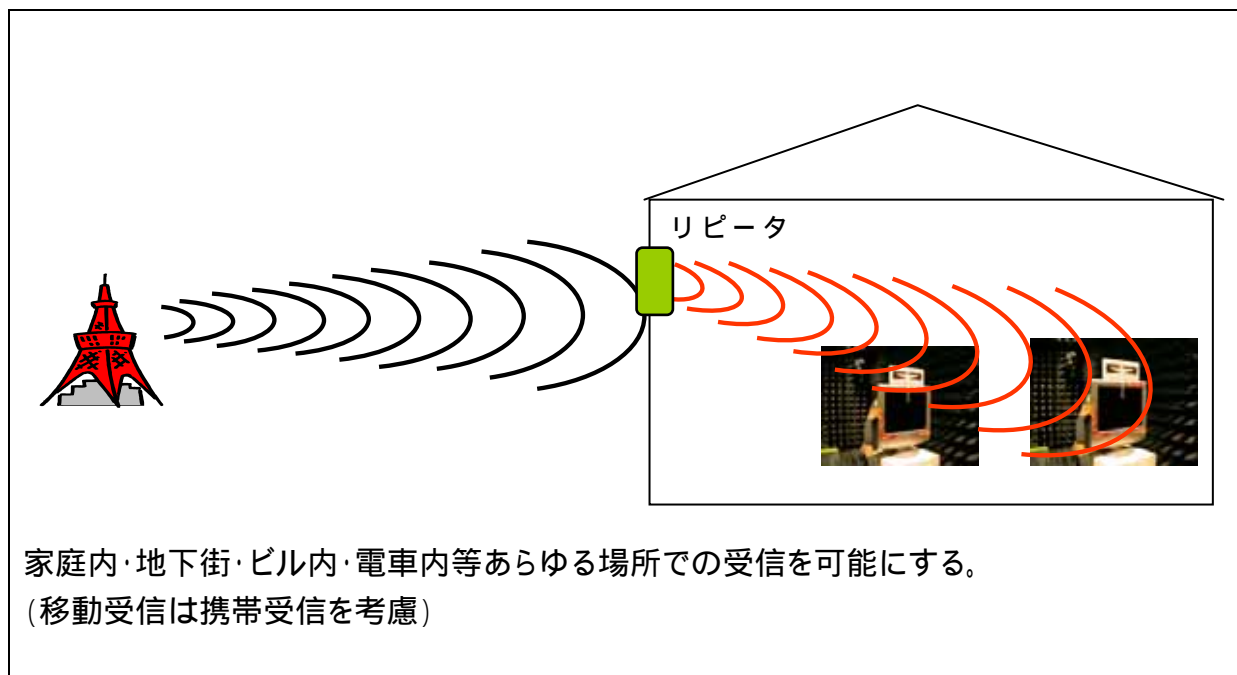 リピータ
家庭内・地下街・ビル内・電車内等あらゆる場所での受信を可能にする。
(移動受信は携帯受信を考慮)